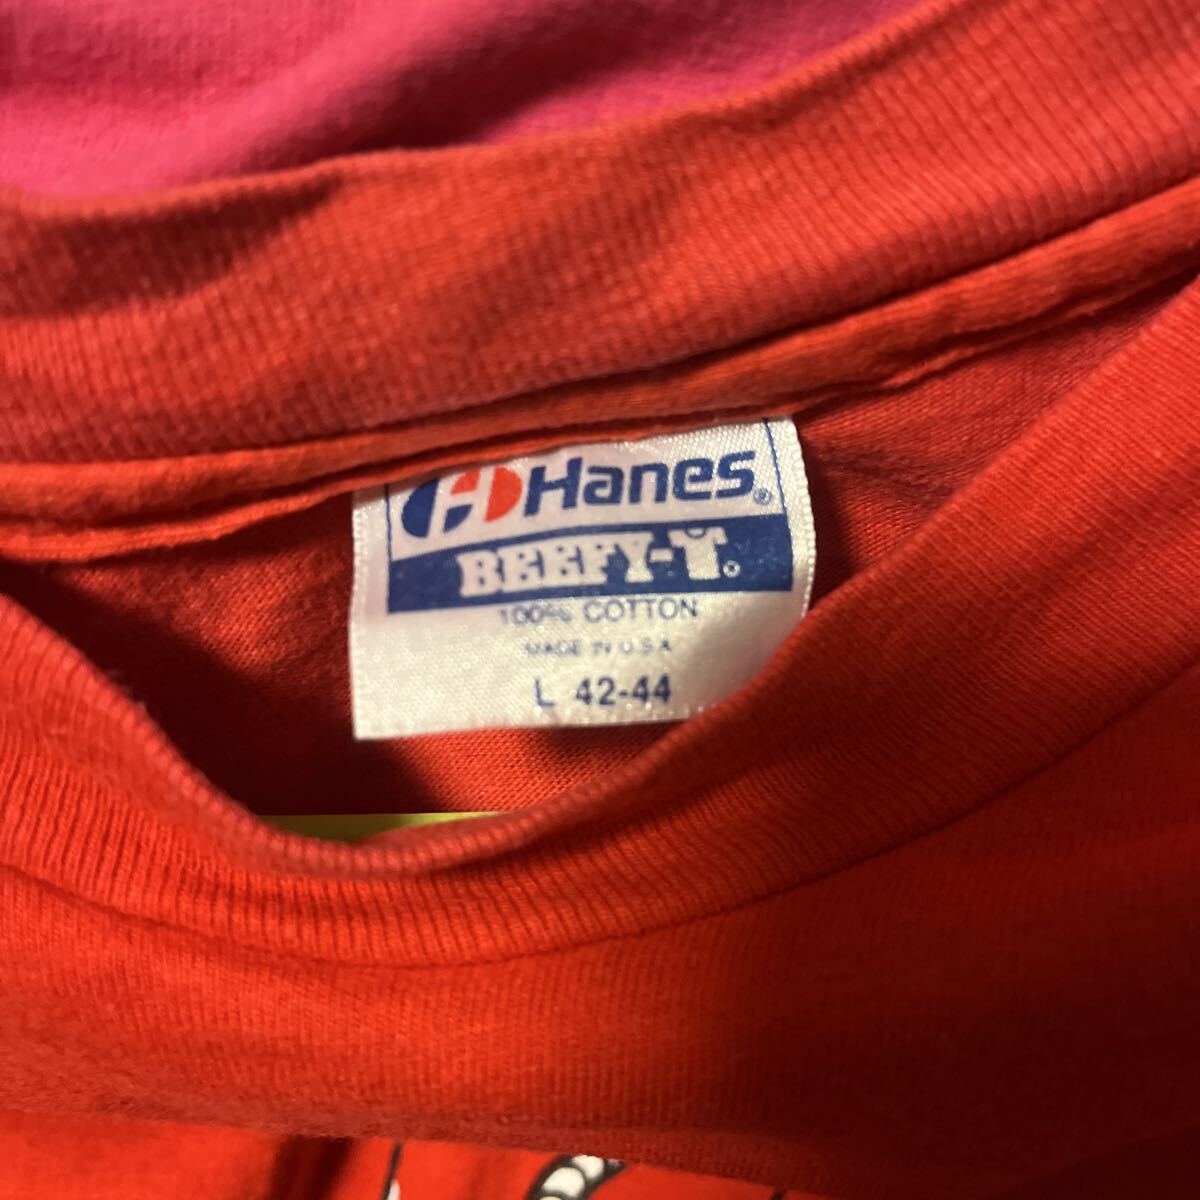 Hanes®
BEEFY-T®
100% COTTON
MADE IN U.S.A
L 42-44